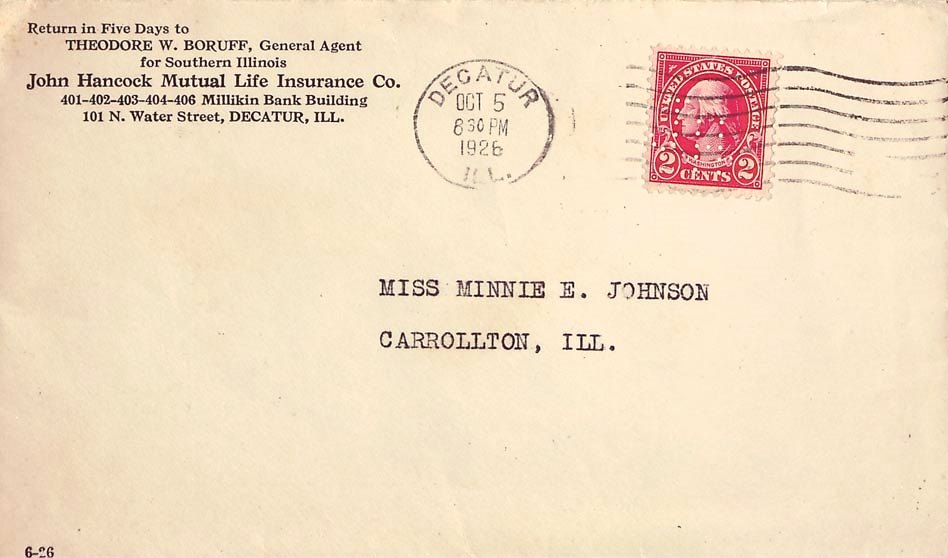 Return in Five Days to
THEODORE W. BORUFF, General Agent
for Southern Illinois
John Hancock Mutual Life Insurance Co.
401-402-403-404-406 Millikin Bank Building
101 N. Water Street, DECATUR, ILL.
DECATUR
OCT 5
830 PM
1926
ILL.
UNITED STATES POSTAGE
WASHINGTON
2 CENTS 2
MISS MINNIE E. JOHNSON
CARROLLTON, ILL.
6-26